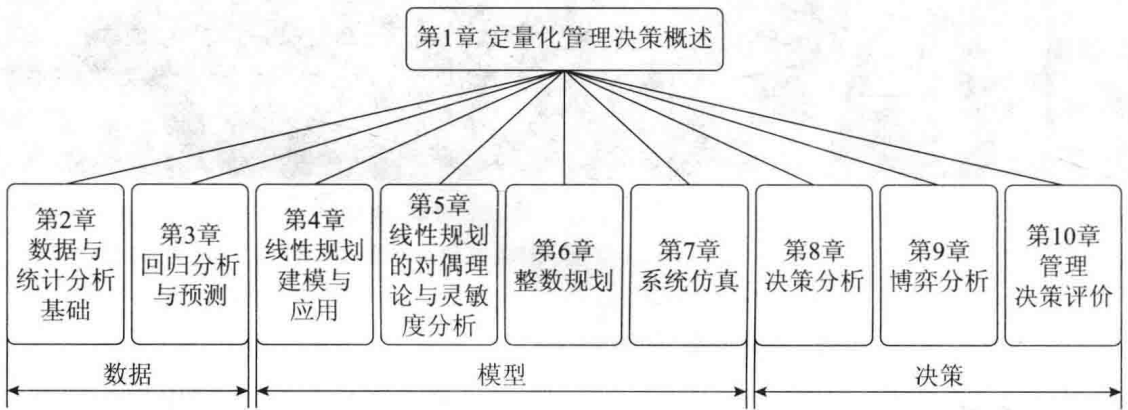 第1章 定量化管理决策概述
第2章
数据与
统计分析
基础
第3章
回归分析
与预测
第4章
线性规划
建模与
应用
第5章
线性规划
的对偶理
论与灵敏
度分析
第6章
整数规划
第7章
系统仿真
第8章
决策分析
第9章
博弈分析
第10章
管理
决策评价
数据
模型
决策